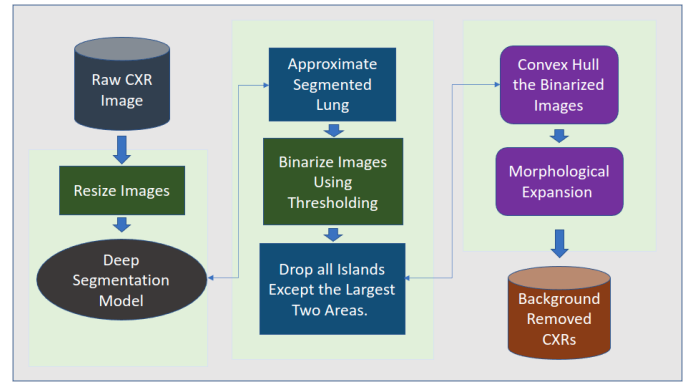 Raw CXR
Image
Resize Images
Deep
Segmentation
Model
Approximate
Segmented
Lung
Binarize Images
Using
Thresholding
Drop all Islands
Except the Largest
Two Areas.
Convex Hull
the Binarized
Images
Morphological
Expansion
Background
Removed
CXRs